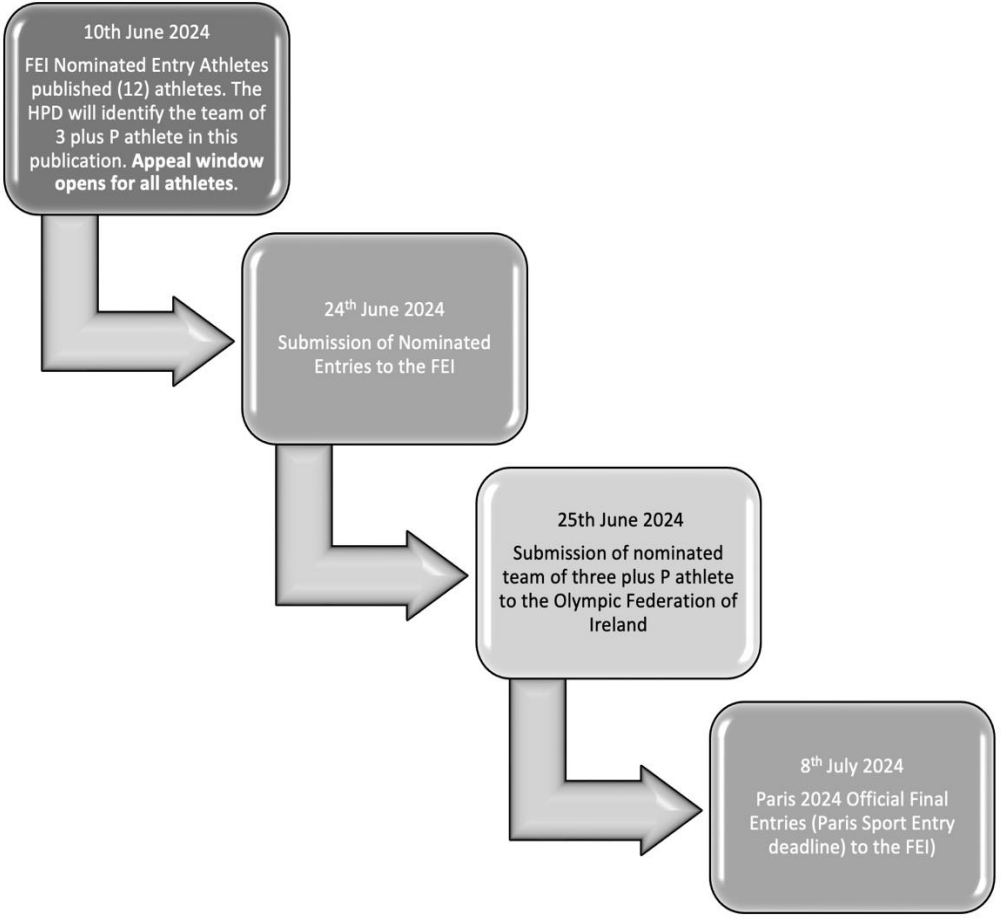 10th June 2024
FEI Nominated Entry Athletes
published (12) athletes. The
HPD will identify the team of
3 plus P athlete in this
publication. Appeal window
opens for all athletes.
24th June 2024
Submission of Nominated
Entries to the FEI
25th June 2024
Submission of nominated
team of three plus P athlete
to the Olympic Federation of
Ireland
8th July 2024
Paris 2024 Official Final
Entries (Paris Sport Entry
deadline) to the FEI)